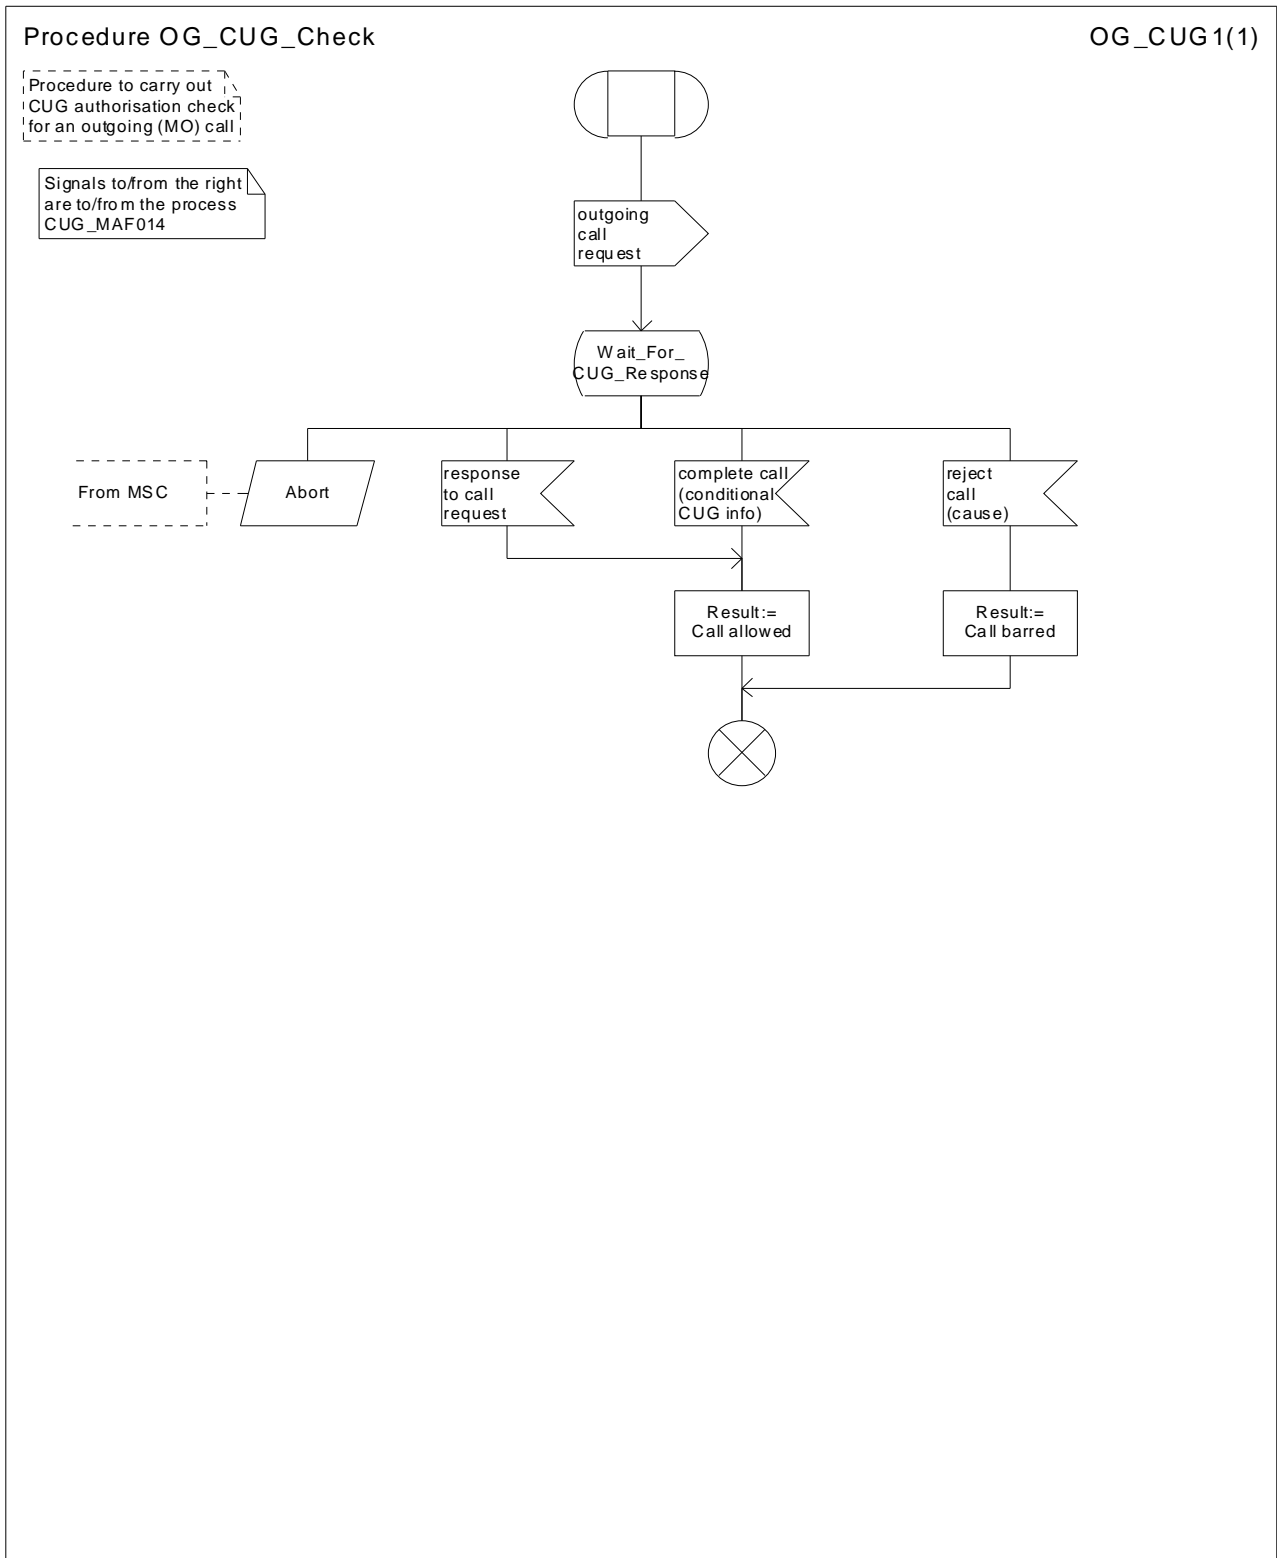 Procedure OG_CUG_Check
OG_CUG1(1)
Procedure to carry out
CUG authorisation check
for an outgoing (MO) call
Signals to/from the right
are to/from the process
CUG_MAF014
outgoing
call
request
Wait_For_
CUG_Response
From MSC
Abort
response
to call
request
complete call
(conditional
CUG info)
reject
call
(cause)
Result:=
Call allowed
Result:=
Call barred